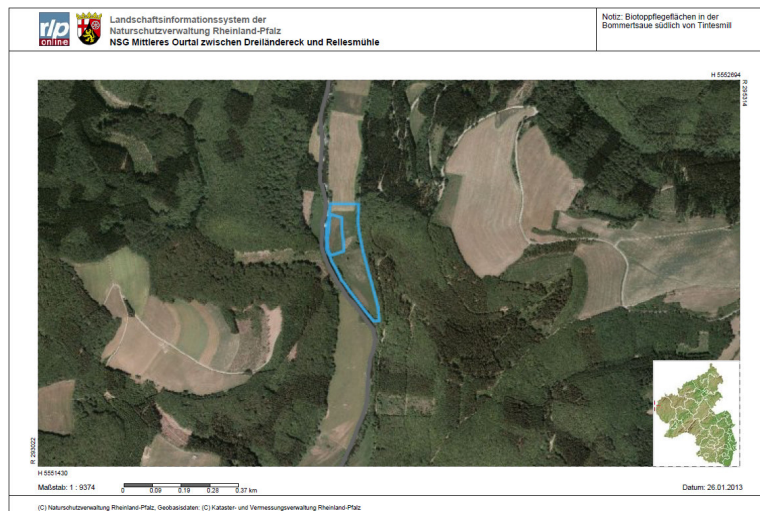 rlp
online
Landschaftsinformationssystem der
Naturschutzverwaltung Rheinland-Pfalz
NSG Mittleres Ourtal zwischen Dreiländereck und Rellesmühle
Notiz: Biotoppflegeflächen in der
Bommertsaue südlich von Tintesmill
H 5552694
R 295314
R 293022
H 5551430
Maßstab: 1 : 9374
0 0.09 0.19 0.28 0.37 km
Datum: 26.01.2013
(C) Naturschutzverwaltung Rheinland-Pfalz, Geobasisdaten: (C) Kataster- und Vermessungsverwaltung Rheinland-Pfalz